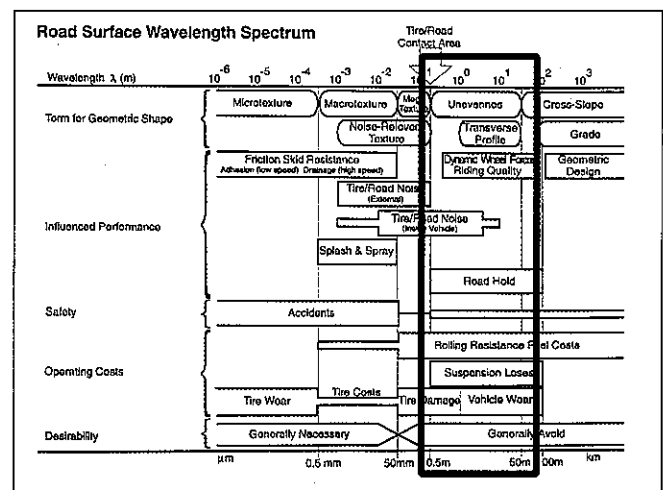 Road Surface Wavelength Spectrum
Tire/Road
Contact Area
Wavelength λ (m) 10-6 10-5 10-4 10-3 10-2 10-1 10 0 10 1 10 2 10 3
Microtexture Macrotexture Unevennes Cross-Slope
Term for Geometric Shape
Noise-Relevent
Texture
Transverse
Profile
Grade
Friction Skid Resistance
Adhesion (low speed) Drainage (high speed)
Dynamic Wheel Forces
Riding Quality
Geometric
Design
Tire/Road Noise
(External)
Influenced Performance
Tire/Road Noise
Splash & Spray
Road Hold
Safety
Accidents
Rolling Resistance Fuel Costs
Operating Costs
Suspension Loses
Tire Wear Tire Costs Tire Damage Vehicle Wear
Desirability
Generally Necessary Generally Avoid
μm 0.5 mm 50mm 0.5m 50m km